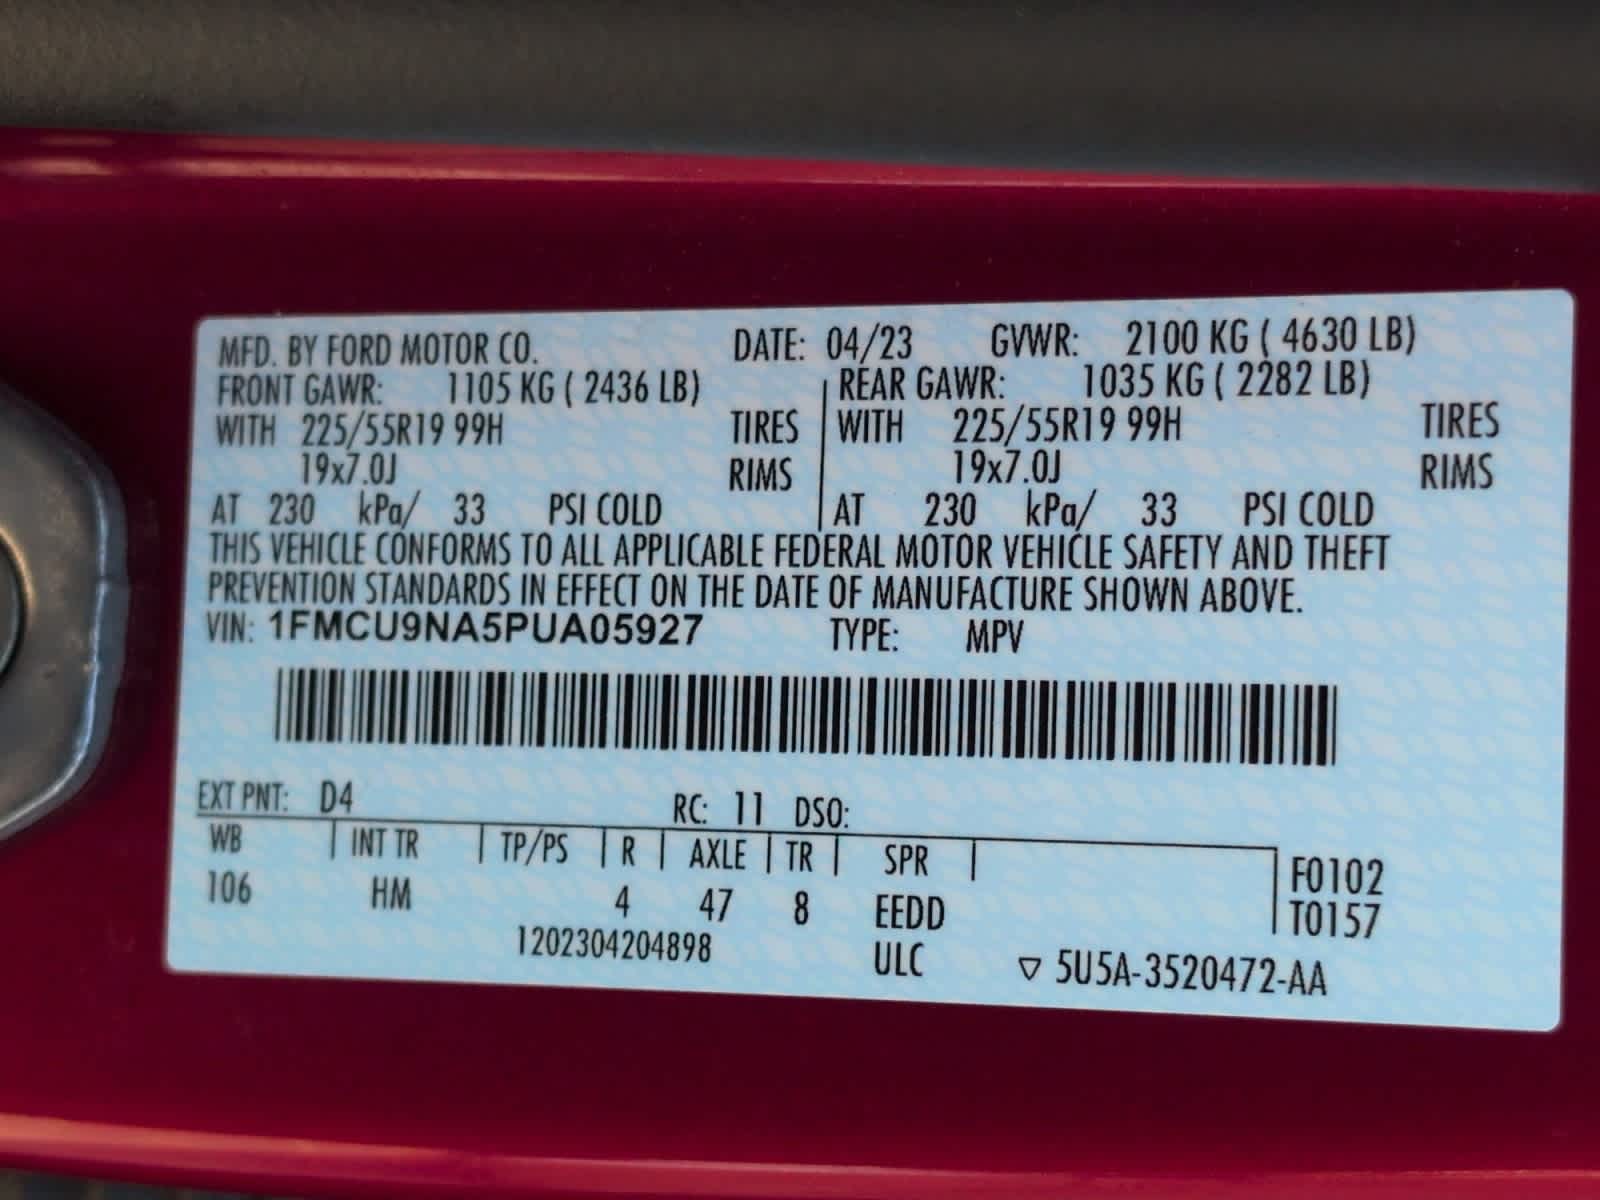 MFD. BY FORD MOTOR CO. DATE: 04/23 GVWR: 2100 KG ( 4630 LB)
FRONT GAWR: 1105 KG ( 2436 LB) REAR GAWR: 1035 KG ( 2282 LB)
WITH 225/55R19 99H TIRES WITH 225/55R19 99H TIRES
19x7.0J RIMS 19x7.0J RIMS
AT 230 kPa/ 33 PSI COLD AT 230 kPa/ 33 PSI COLD
THIS VEHICLE CONFORMS TO ALL APPLICABLE FEDERAL MOTOR VEHICLE SAFETY AND THEFT
PREVENTION STANDARDS IN EFFECT ON THE DATE OF MANUFACTURE SHOWN ABOVE.
VIN: 1FMCU9NA5PUA05927 TYPE: MPV
EXT PNT: D4 RC: 11 DSO:
WB INT TR TP/PS R AXLE TR SPR F0102
106 HM 4 47 8 EEDD T0157
1202304204898 ULC ▽ 5U5A-3520472-AA